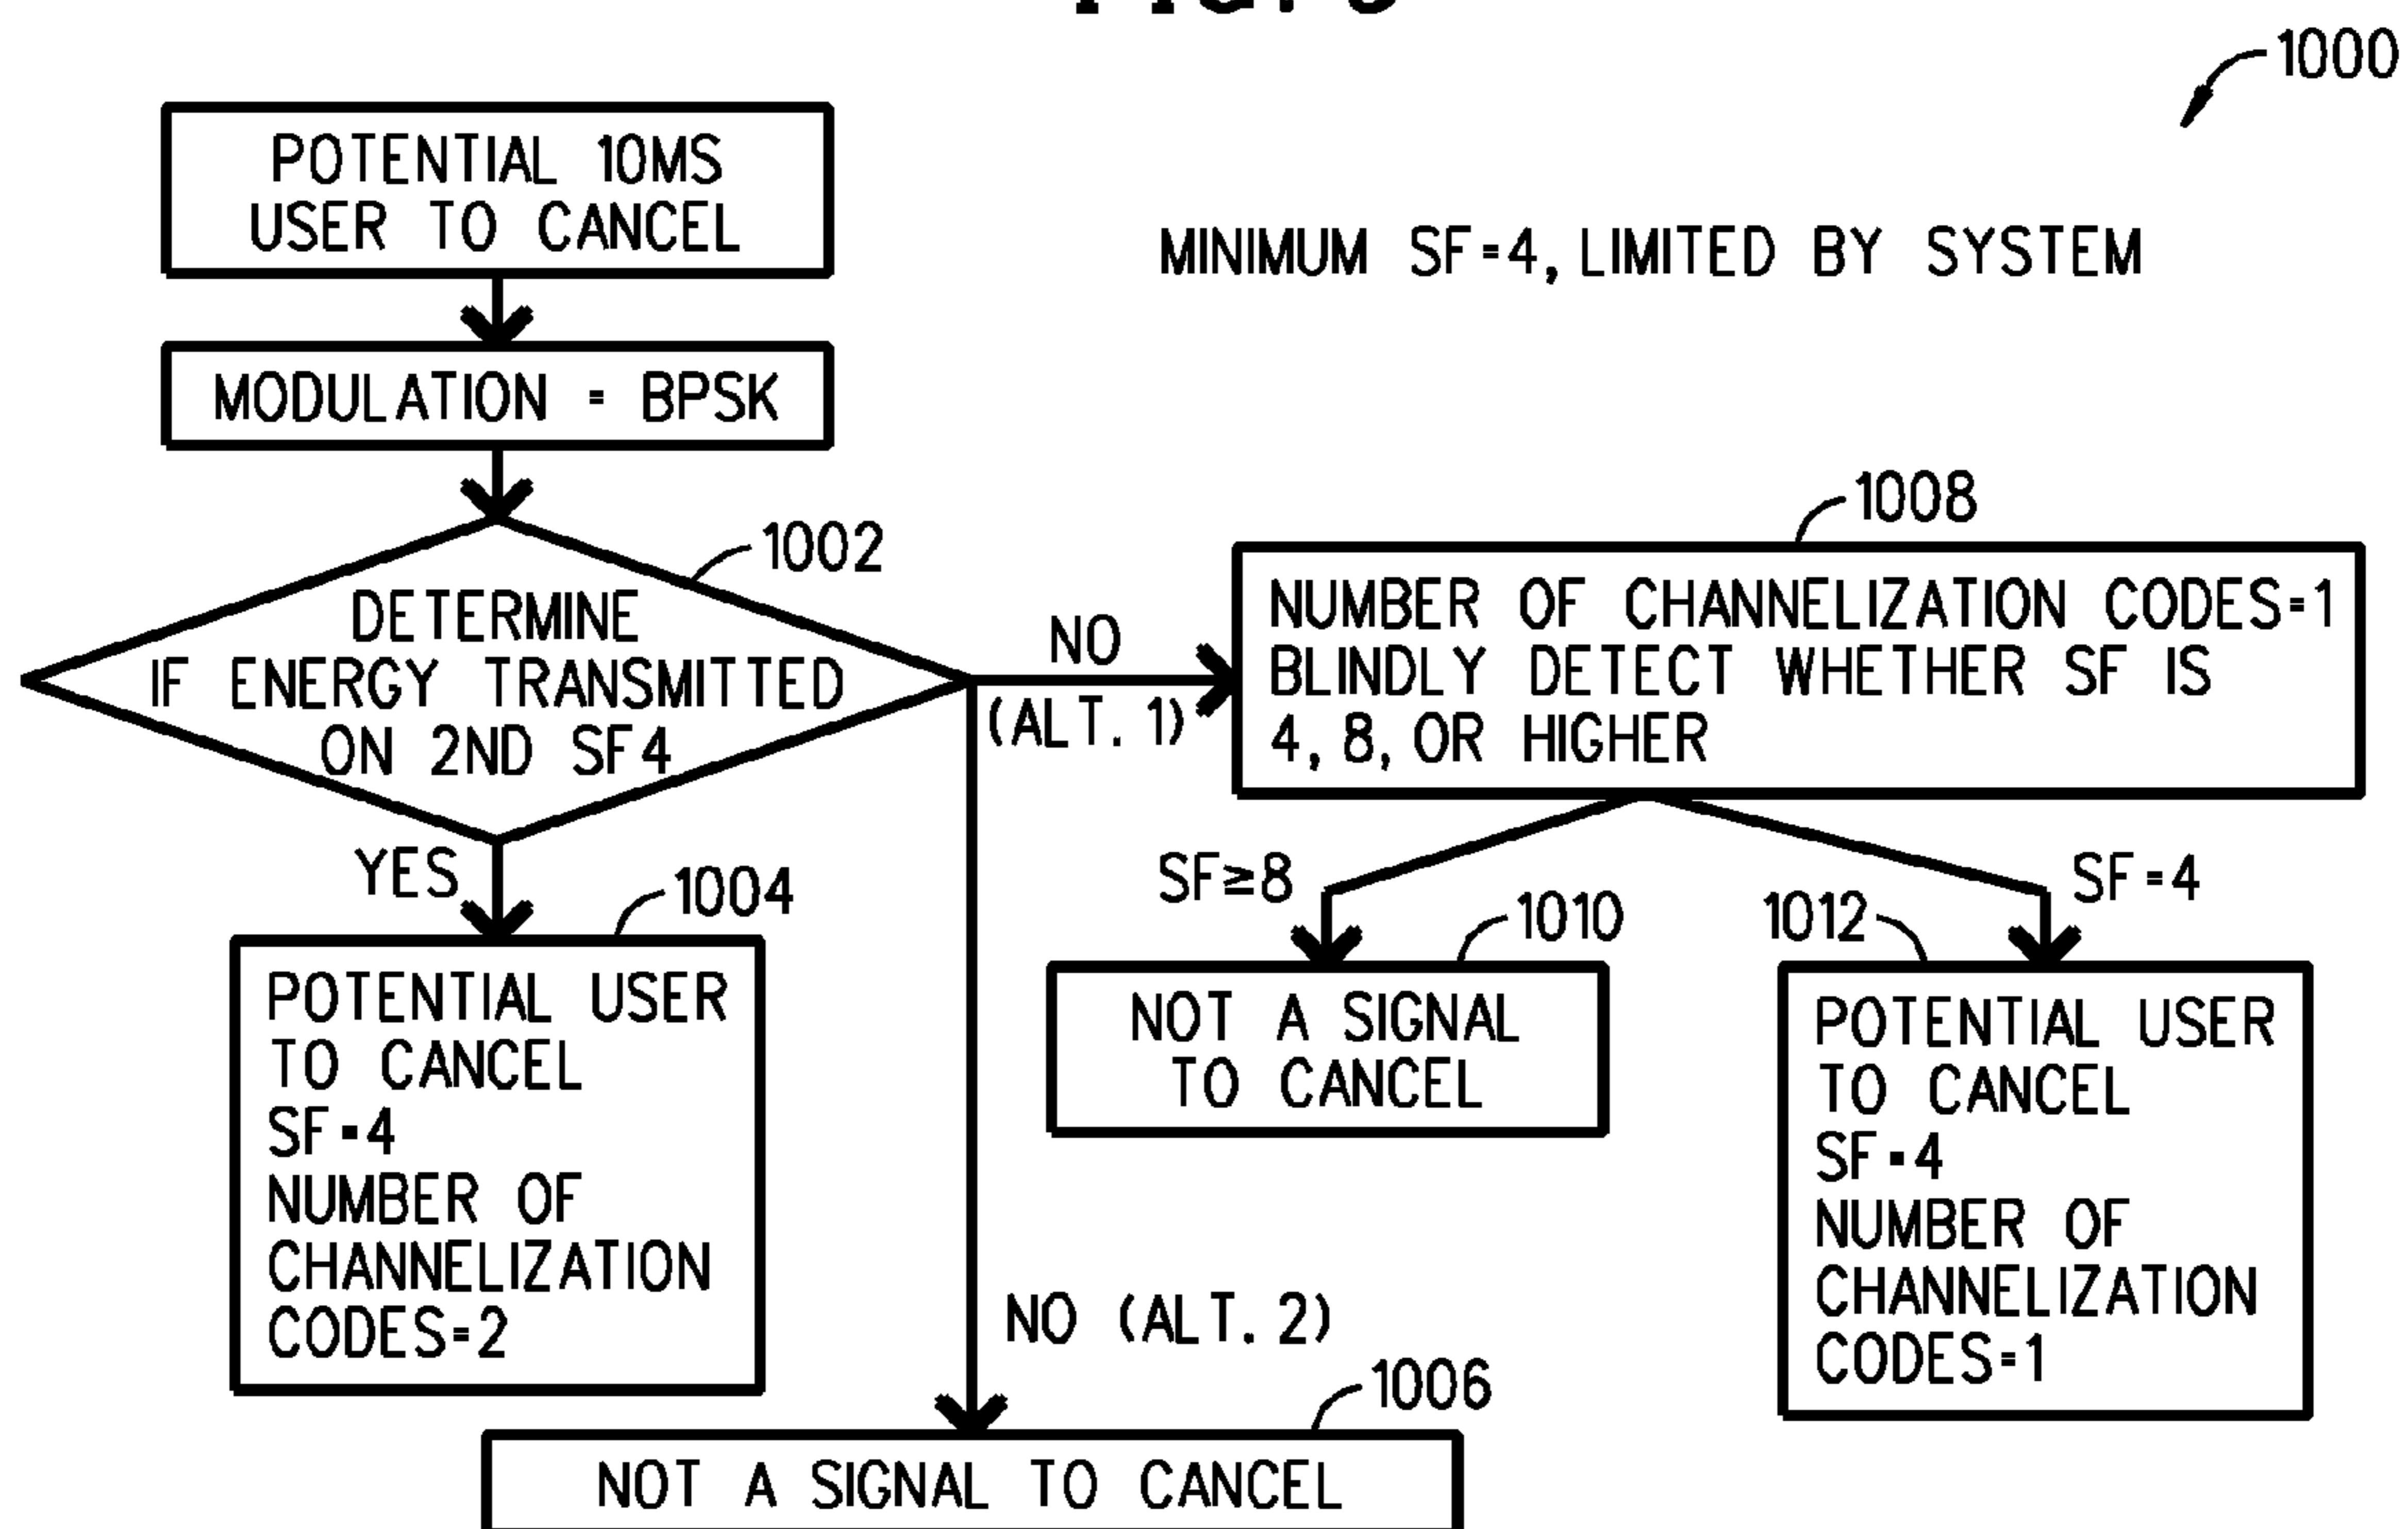 1000
POTENTIAL 10MS
USER TO CANCEL
MINIMUM SF=4, LIMITED BY SYSTEM
MODULATION = BPSK
1002
DETERMINE
IF ENERGY TRANSMITTED
ON 2ND SF4
NO
(ALT. 1)
1008
NUMBER OF CHANNELIZATION CODES=1
BLINDLY DETECT WHETHER SF IS
4, 8, OR HIGHER
YES
1004
POTENTIAL USER
TO CANCEL
SF=4
NUMBER OF
CHANNELIZATION
CODES=2
SF≥8
1010
NOT A SIGNAL
TO CANCEL
SF=4
1012
POTENTIAL USER
TO CANCEL
SF=4
NUMBER OF
CHANNELIZATION
CODES=1
NO (ALT. 2)
1006
NOT A SIGNAL TO CANCEL